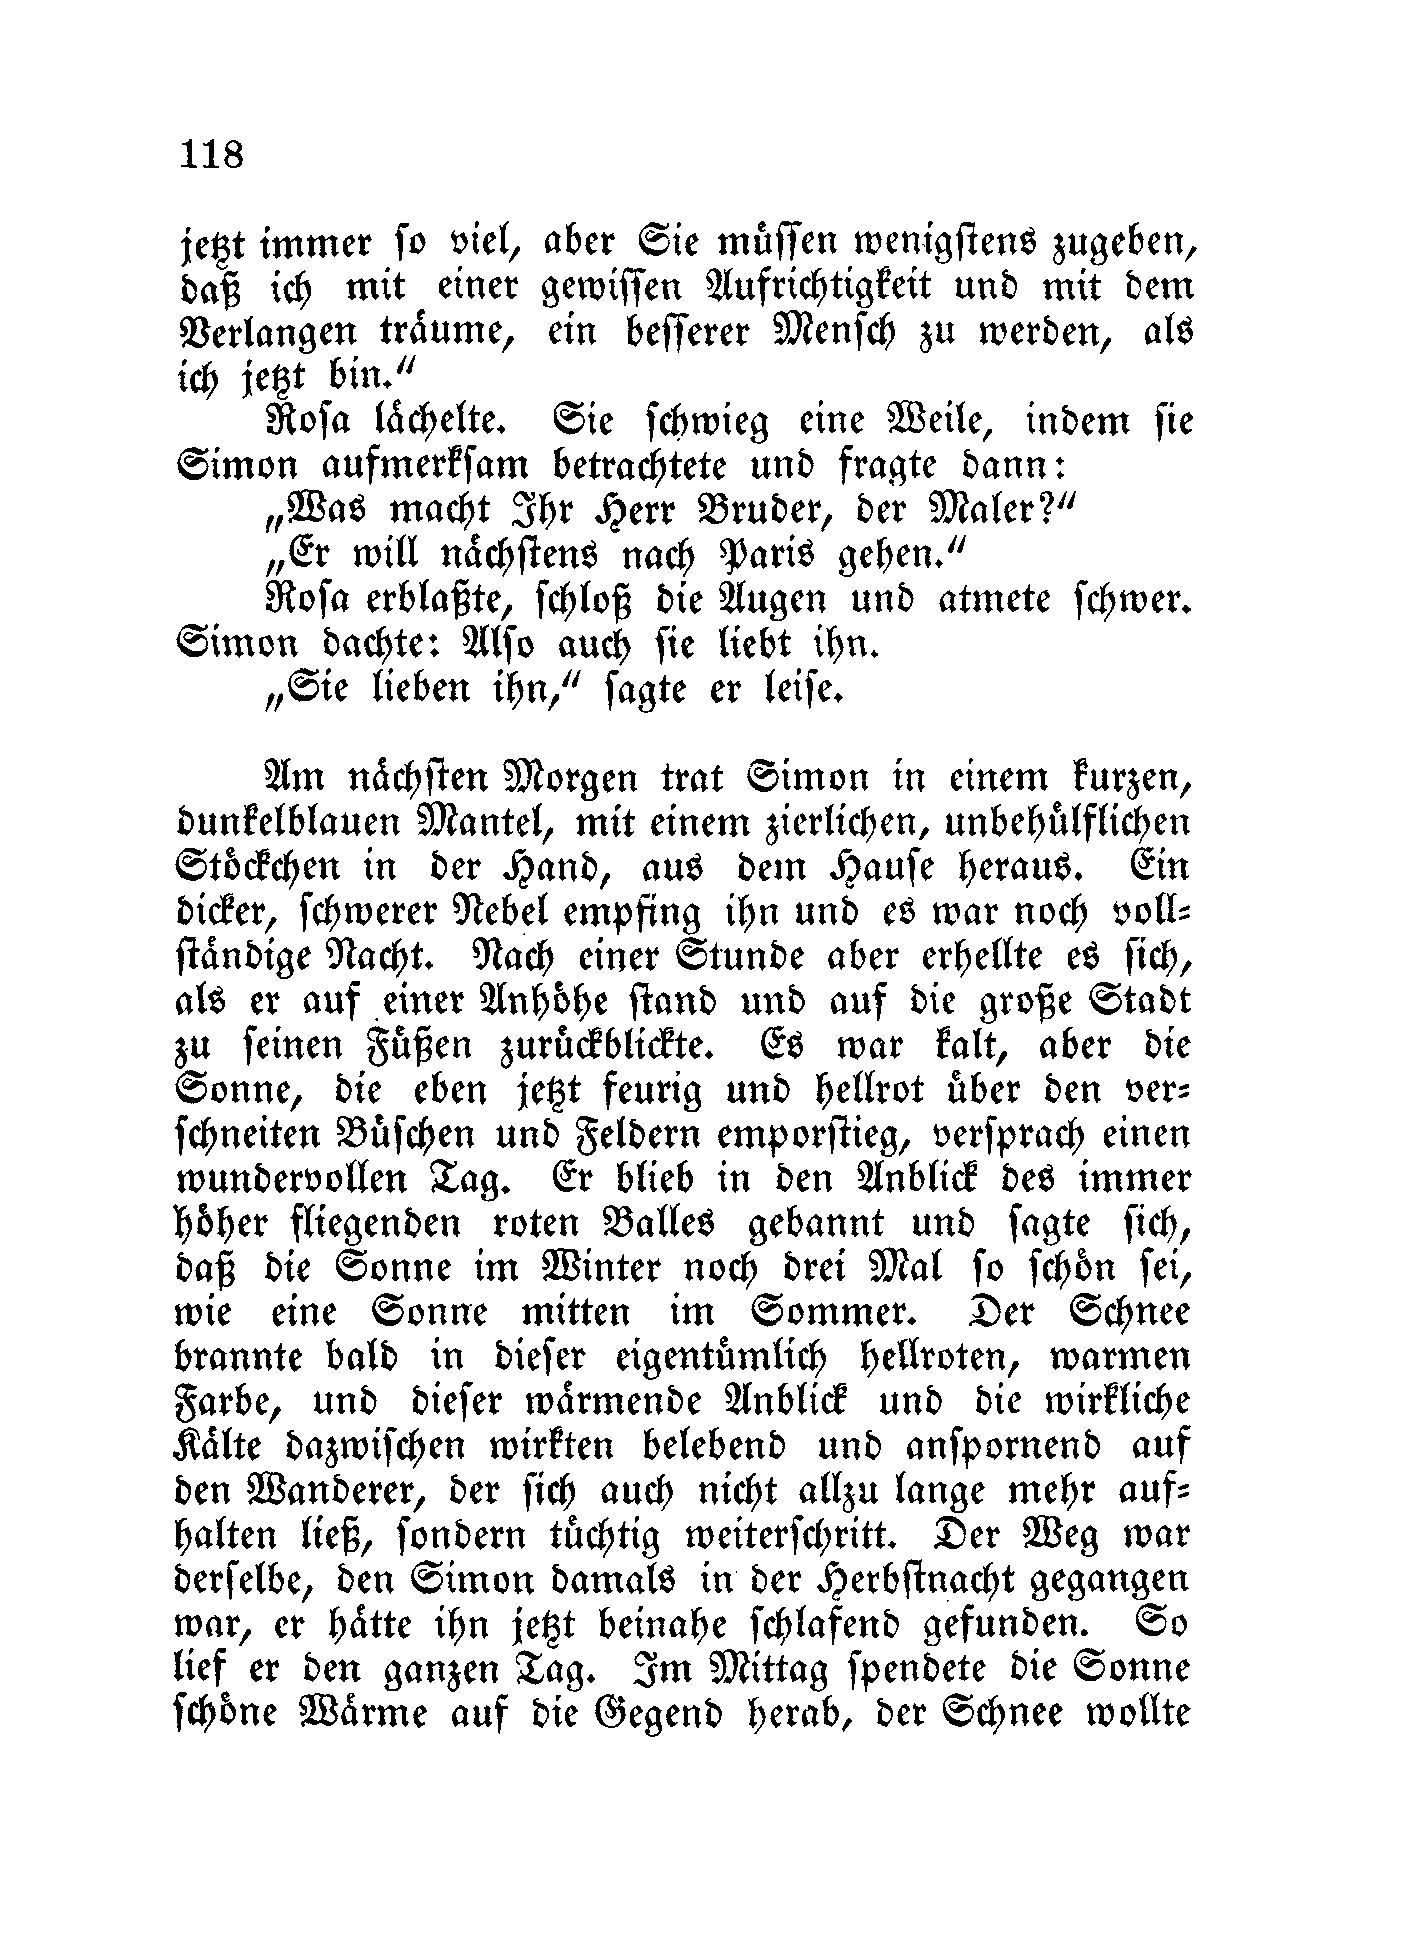 118
jetzt immer ſo viel, aber Sie müſſen wenigſtens zugeben,
daß ich mit einer gewiſſen Aufrichtigkeit und mit dem
Verlangen träume, ein beſſerer Menſch zu werden, als
ich jetzt bin.“
Roſa lächelte. Sie ſchwieg eine Weile, indem ſie
Simon aufmerkſam betrachtete und fragte dann:
„Was macht Ihr Herr Bruder, der Maler?“
„Er will nächſtens nach Paris gehen.“
Roſa erblaßte, ſchloß die Augen und atmete ſchwer.
Simon dachte: Alſo auch ſie liebt ihn.
„Sie lieben ihn,“ ſagte er leiſe.
Am nächſten Morgen trat Simon in einem kurzen,
dunkelblauen Mantel, mit einem zierlichen, unbehülflichen
Stöckchen in der Hand, aus dem Hauſe heraus. Ein
dicker, ſchwerer Nebel empfing ihn und es war noch voll⸗
ſtändige Nacht. Nach einer Stunde aber erhellte es ſich,
als er auf einer Anhöhe ſtand und auf die große Stadt
zu ſeinen Füßen zurückblickte. Es war kalt, aber die
Sonne, die eben jetzt feurig und hellrot über den ver⸗
ſchneiten Büſchen und Feldern emporſtieg, verſprach einen
wundervollen Tag. Er blieb in den Anblick des immer
höher fliegenden roten Balles gebannt und ſagte ſich,
daß die Sonne im Winter noch drei Mal ſo ſchön ſei,
wie eine Sonne mitten im Sommer. Der Schnee
brannte bald in dieſer eigentümlich hellroten, warmen
Farbe, und dieſer wärmende Anblick und die wirkliche
Kälte dazwiſchen wirkten belebend und anſpornend auf
den Wanderer, der ſich auch nicht allzu lange mehr auf⸗
halten ließ, ſondern tüchtig weiterſchritt. Der Weg war
derſelbe, den Simon damals in der Herbſtnacht gegangen
war, er hätte ihn jetzt beinahe ſchlafend gefunden. So
lief er den ganzen Tag. Im Mittag ſpendete die Sonne
ſchöne Wärme auf die Gegend herab, der Schnee wollte